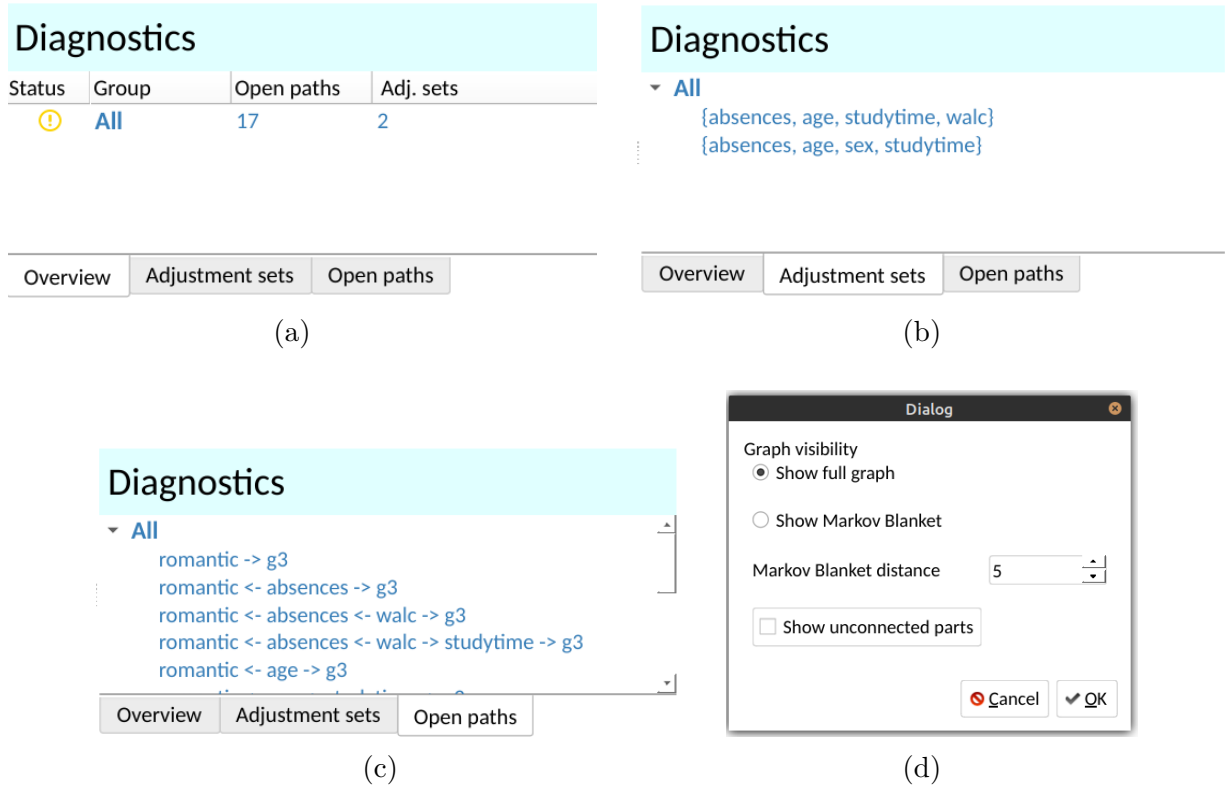 Diagnostics
Status Group Open paths Adj. sets
All 17 2
Overview Adjustment sets Open paths
(a)
Diagnostics
All
{absences, age, studytime, walc}
{absences, age, sex, studytime}
Overview Adjustment sets Open paths
(b)
Diagnostics
All
romantic -> g3
romantic <- absences -> g3
romantic <- absences <- walc -> g3
romantic <- absences <- walc -> studytime -> g3
romantic <- age -> g3
Overview Adjustment sets Open paths
(c)
Dialog
Graph visibility
Show full graph
Show Markov Blanket
Markov Blanket distance 5
Show unconnected parts
Cancel OK
(d)